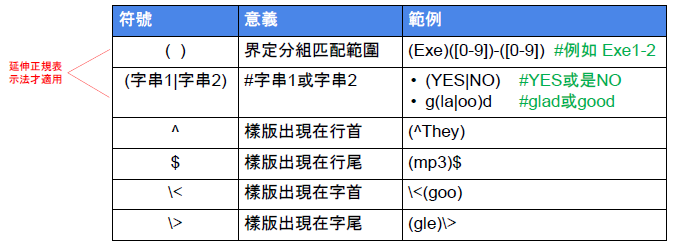 符號 意義 範例
延伸正規表
示法才適用
( ) 界定分組匹配範圍 (Exe)([0-9])-([0-9]) #例如 Exe1-2
(字串1|字串2) #字串1或字串2 • (YES|NO) #YES或是NO
• g(la|oo)d #glad或good
^ 樣版出現在行首 (^They)
$ 樣版出現在行尾 (mp3)$
\< 樣版出現在字首 \<(goo)
\> 樣版出現在字尾 (gle)\>